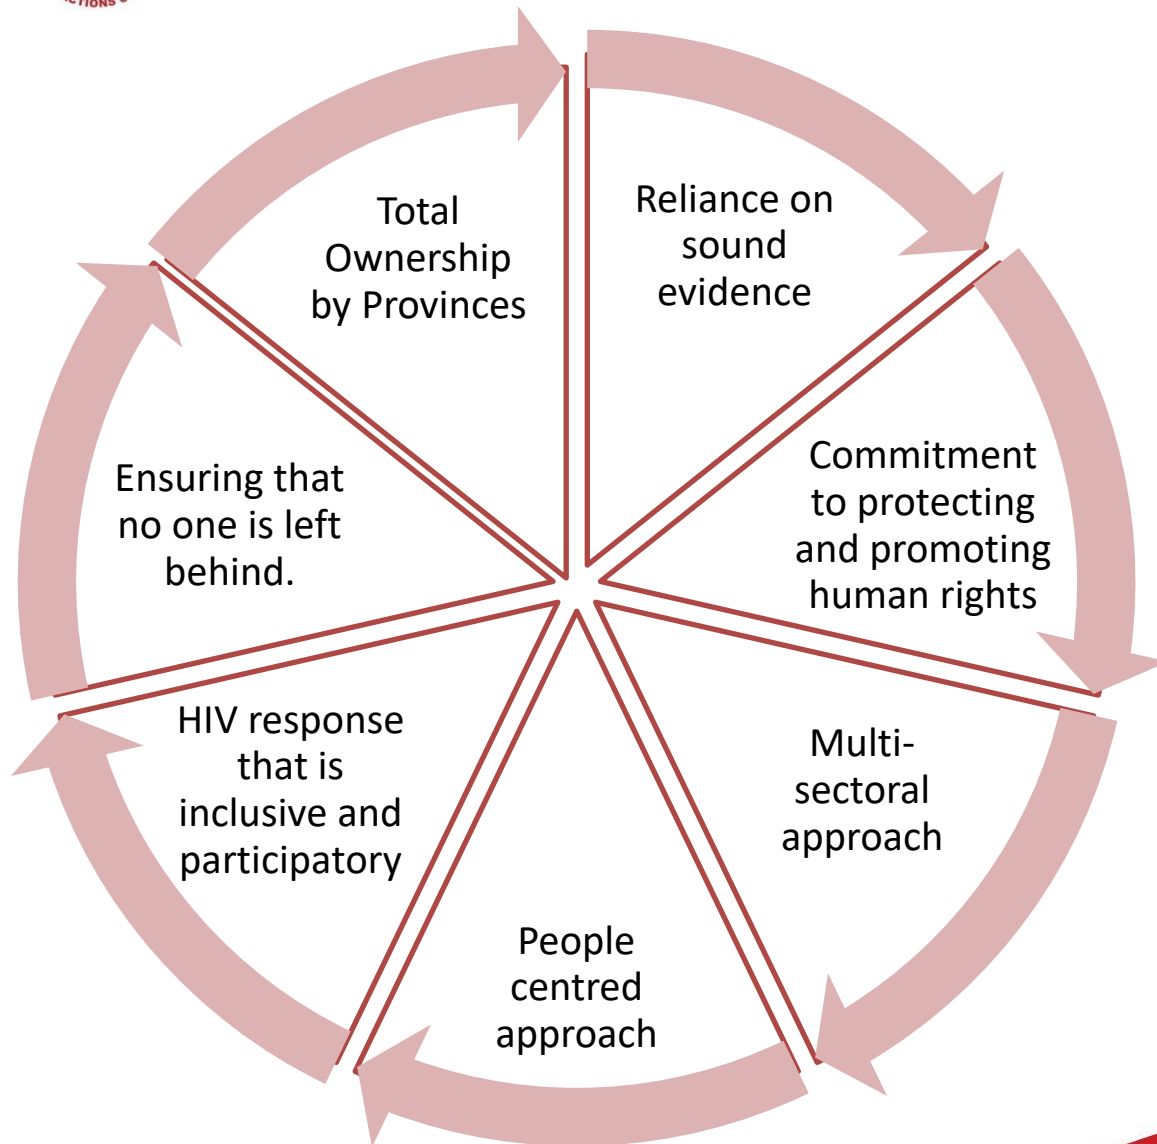 Total
Ownership
by Provinces
Reliance on
sound
evidence
Commitment
to protecting
and promoting
human rights
Multi-
sectoral
approach
People
centred
approach
HIV response
that is
inclusive and
participatory
Ensuring that
no one is left
behind.